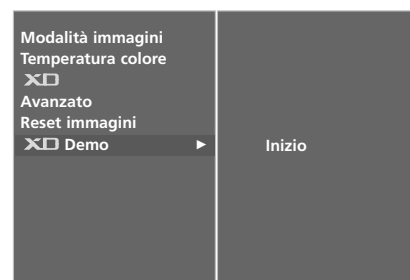 Modalità immagini
Temperatura colore
XD
Avanzato
Reset immagini
XD Demo ►
Inizio